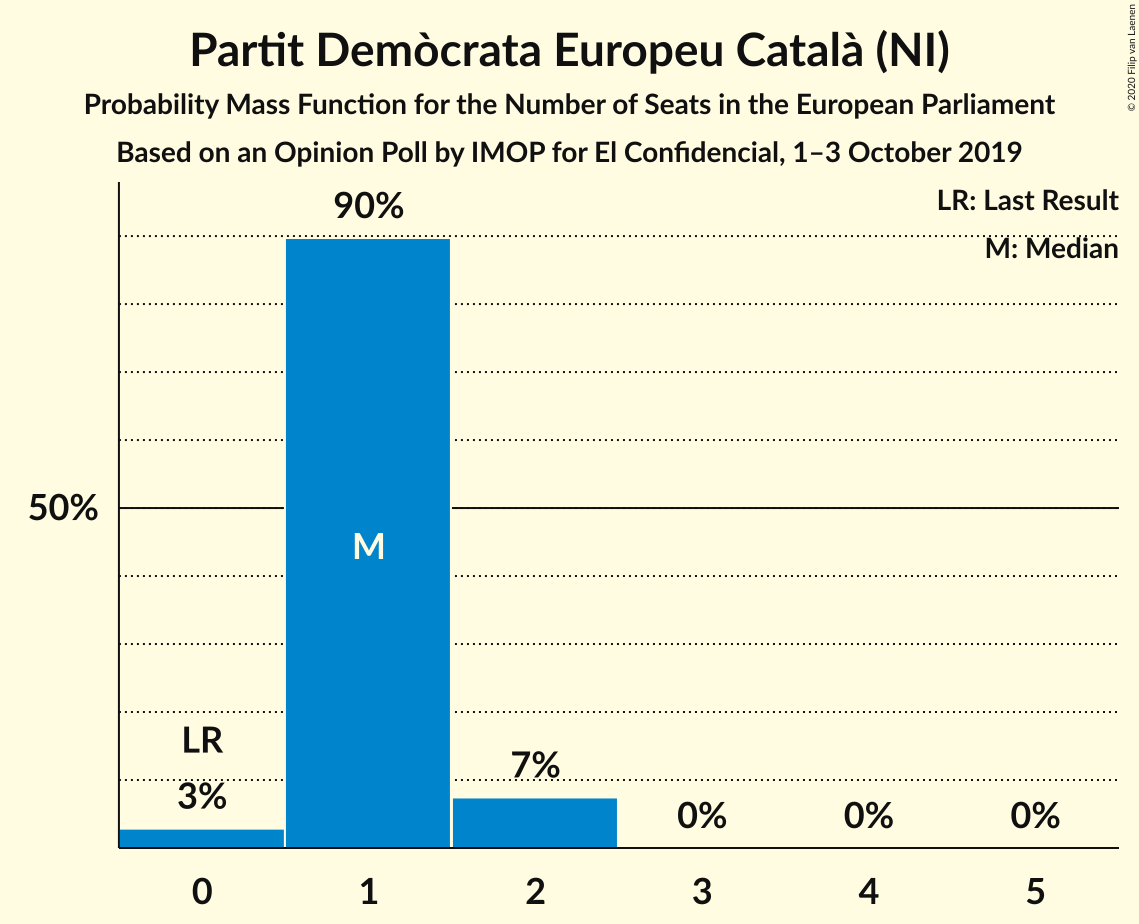 Partit Demòcrata Europeu Català (NI)
Probability Mass Function for the Number of Seats in the European Parliament
Based on an Opinion Poll by IMOP for El Confidencial, 1–3 October 2019
© 2020 Filip van Laenen
LR: Last Result
M: Median
90%
50%
M
LR
3%
7%
0%
0%
0%
0
1
2
3
4
5